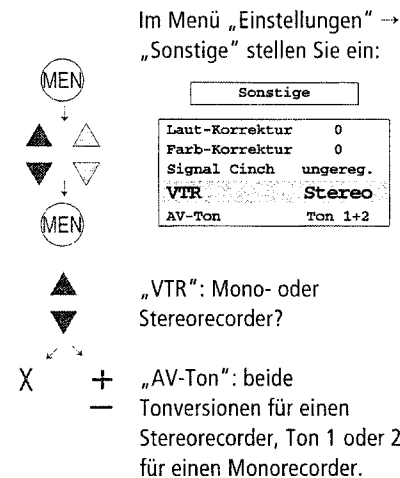 Im Menü „Einstellungen" →
„Sonstige" stellen Sie ein:
MEN
Sonstige
Laut-Korrektur 0
Farb-Korrektur 0
Signal Cinch ungereg.
VTR Stereo
AV-Ton Ton 1+2
MEN
„VTR": Mono- oder
Stereorecorder?
X + „AV-Ton": beide
— Tonversionen für einen
Stereorecorder, Ton 1 oder 2
für einen Monorecorder.